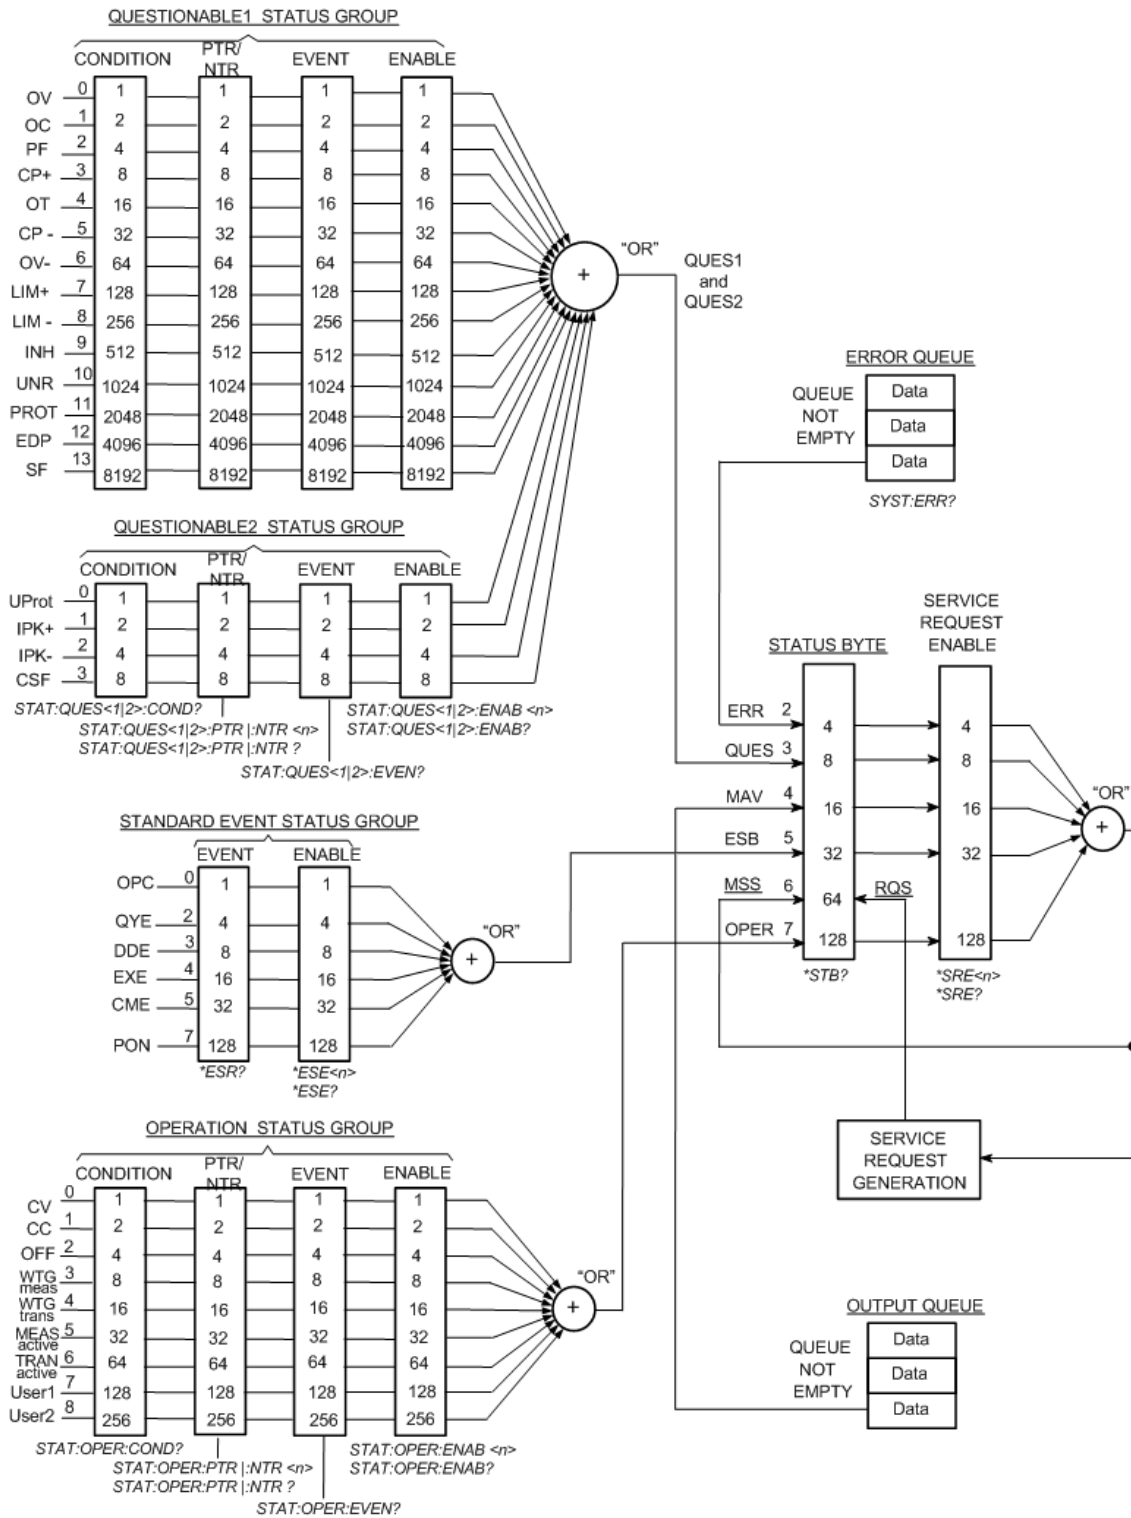 QUESTIONABLE1 STATUS GROUP
CONDITION PTR/ NTR EVENT ENABLE
OV 0 1 1 1 1
OC 1 2 2 2 2
PF 2 4 4 4 4
CP+ 3 8 8 8 8
OT 4 16 16 16 16
CP - 5 32 32 32 32
OV- 6 64 64 64 64
LIM+ 7 128 128 128 128
LIM - 8 256 256 256 256
INH 9 512 512 512 512
UNR 10 1024 1024 1024 1024
PROT 11 2048 2048 2048 2048
EDP 12 4096 4096 4096 4096
SF 13 8192 8192 8192 8192
+
"OR"
QUES1
and
QUES2
QUESTIONABLE2 STATUS GROUP
CONDITION PTR/ NTR EVENT ENABLE
UProt 0 1 1 1 1
IPK+ 1 2 2 2 2
IPK- 2 4 4 4 4
CSF 3 8 8 8 8
STAT:QUES<1|2>:COND?
STAT:QUES<1|2>:PTR |:NTR <n>
STAT:QUES<1|2>:PTR |:NTR ?
STAT:QUES<1|2>:EVEN?
STAT:QUES<1|2>:ENAB <n>
STAT:QUES<1|2>:ENAB?
STANDARD EVENT STATUS GROUP
EVENT ENABLE
OPC 0 1 1
QYE 2 4 4
DDE 3 8 8
EXE 4 16 16
CME 5 32 32
PON 7 128 128
*ESR?
*ESE<n>
*ESE?
+
"OR"
OPERATION STATUS GROUP
CONDITION PTR/ NTR EVENT ENABLE
CV 0 1 1 1 1
CC 1 2 2 2 2
OFF 2 4 4 4 4
WTG meas 3 8 8 8 8
WTG trans 4 16 16 16 16
MEAS active 5 32 32 32 32
TRAN active 6 64 64 64 64
User1 7 128 128 128 128
User2 8 256 256 256 256
STAT:OPER:COND?
STAT:OPER:PTR |:NTR <n>
STAT:OPER:PTR |:NTR ?
STAT:OPER:EVEN?
STAT:OPER:ENAB <n>
STAT:OPER:ENAB?
+
"OR"
ERROR QUEUE
QUEUE
NOT
EMPTY
Data
Data
Data
SYST:ERR?
STATUS BYTE
SERVICE
REQUEST
ENABLE
ERR 2 4 4
QUES 3 8 8
MAV 4 16 16
ESB 5 32 32
MSS 6 64 RQS
OPER 7 128 128
*STB?
*SRE<n>
*SRE?
"OR"
+
SERVICE
REQUEST
GENERATION
OUTPUT QUEUE
QUEUE
NOT
EMPTY
Data
Data
Data